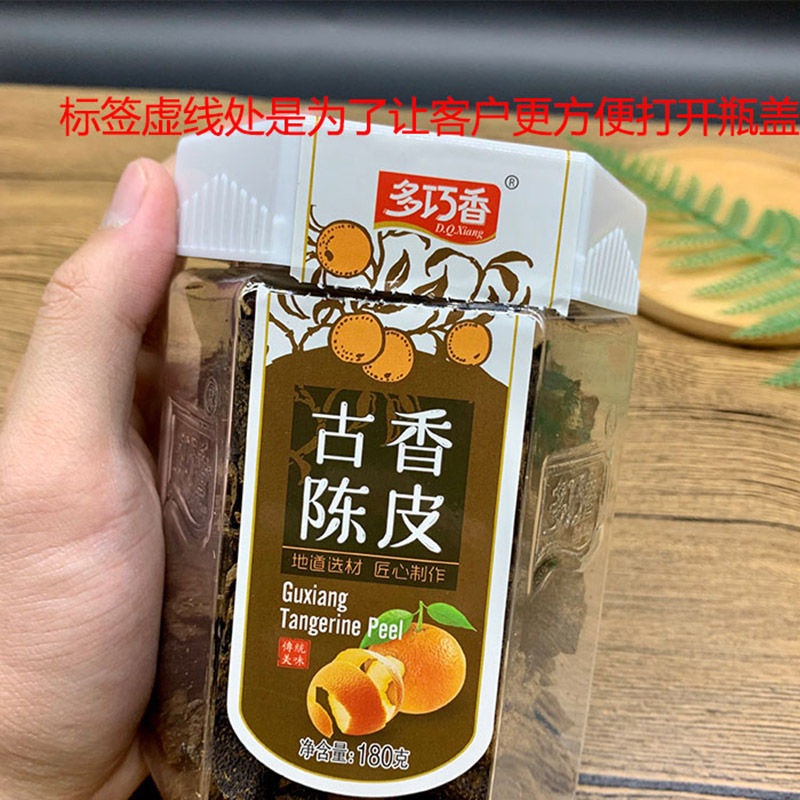 标签虚线处是为了让客户更方便打开瓶盖
多巧香®
D.Q.Xiang
古香
陈皮
地道选材 匠心制作
Guxiang
Tangerine Peel
傳統
美味
净含量: 180克